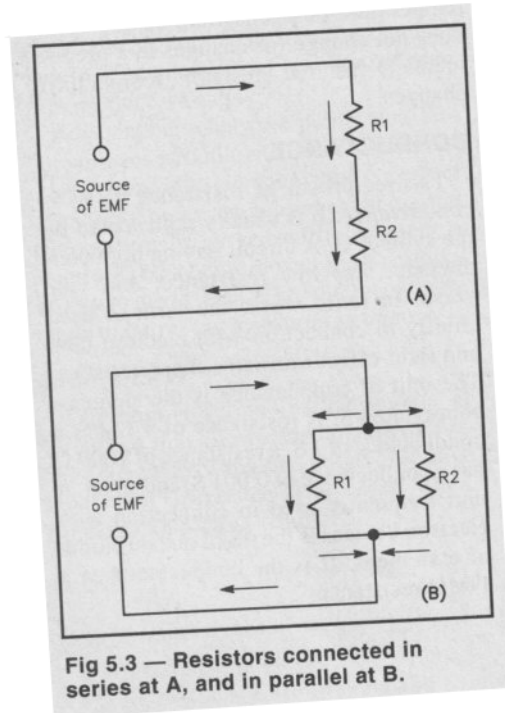 R1
Source
of EMF
R2
(A)
Source
of EMF
R1
R2
(B)
Fig 5.3 — Resistors connected in
series at A, and in parallel at B.